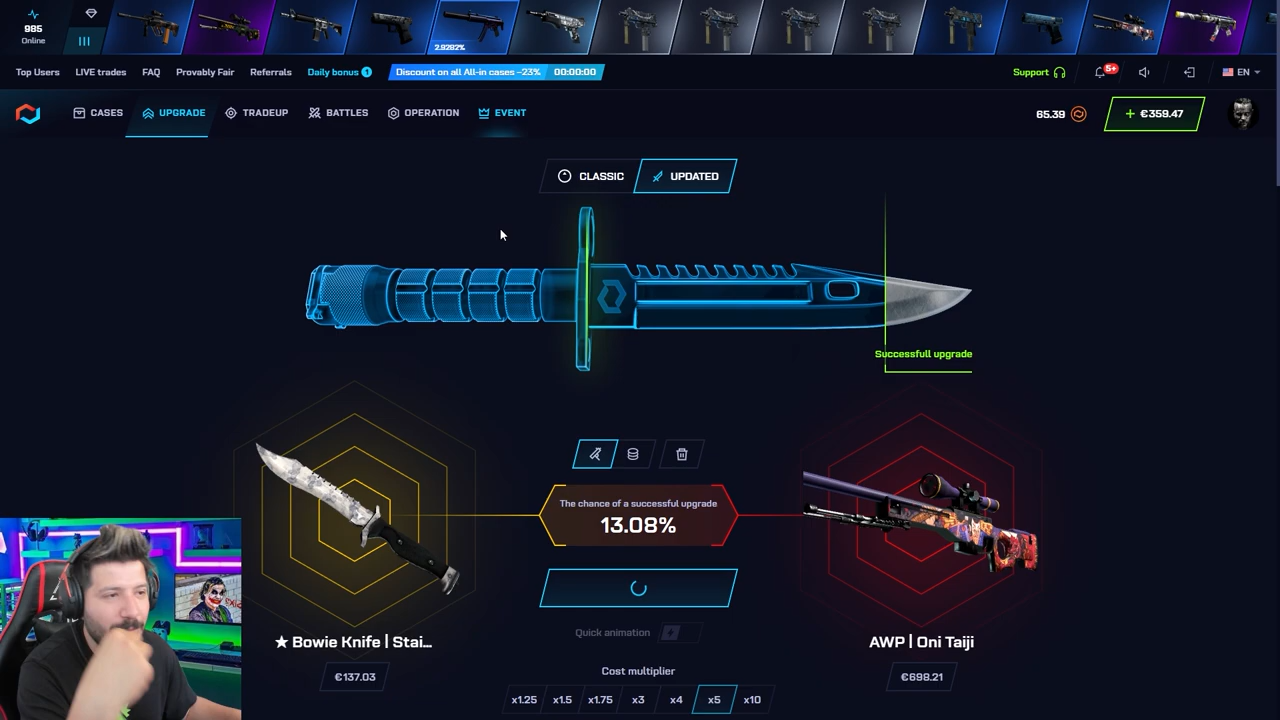 985
Online
2.9282%
Top Users
LIVE trades
FAQ
Provably Fair
Referrals
Daily bonus 1
Discount on all All-in cases –23% 00:00:00
Support
5+
EN
CASES
UPGRADE
TRADEUP
BATTLES
OPERATION
EVENT
65.39
+ €359.47
CLASSIC
UPDATED
Successfull upgrade
The chance of a successful upgrade
13.08%
Quick animation
★ Bowie Knife | Stai...
€137.03
AWP | Oni Taiji
€698.21
Cost multiplier
x1.25 x1.5 x1.75 x3 x4 x5 x10